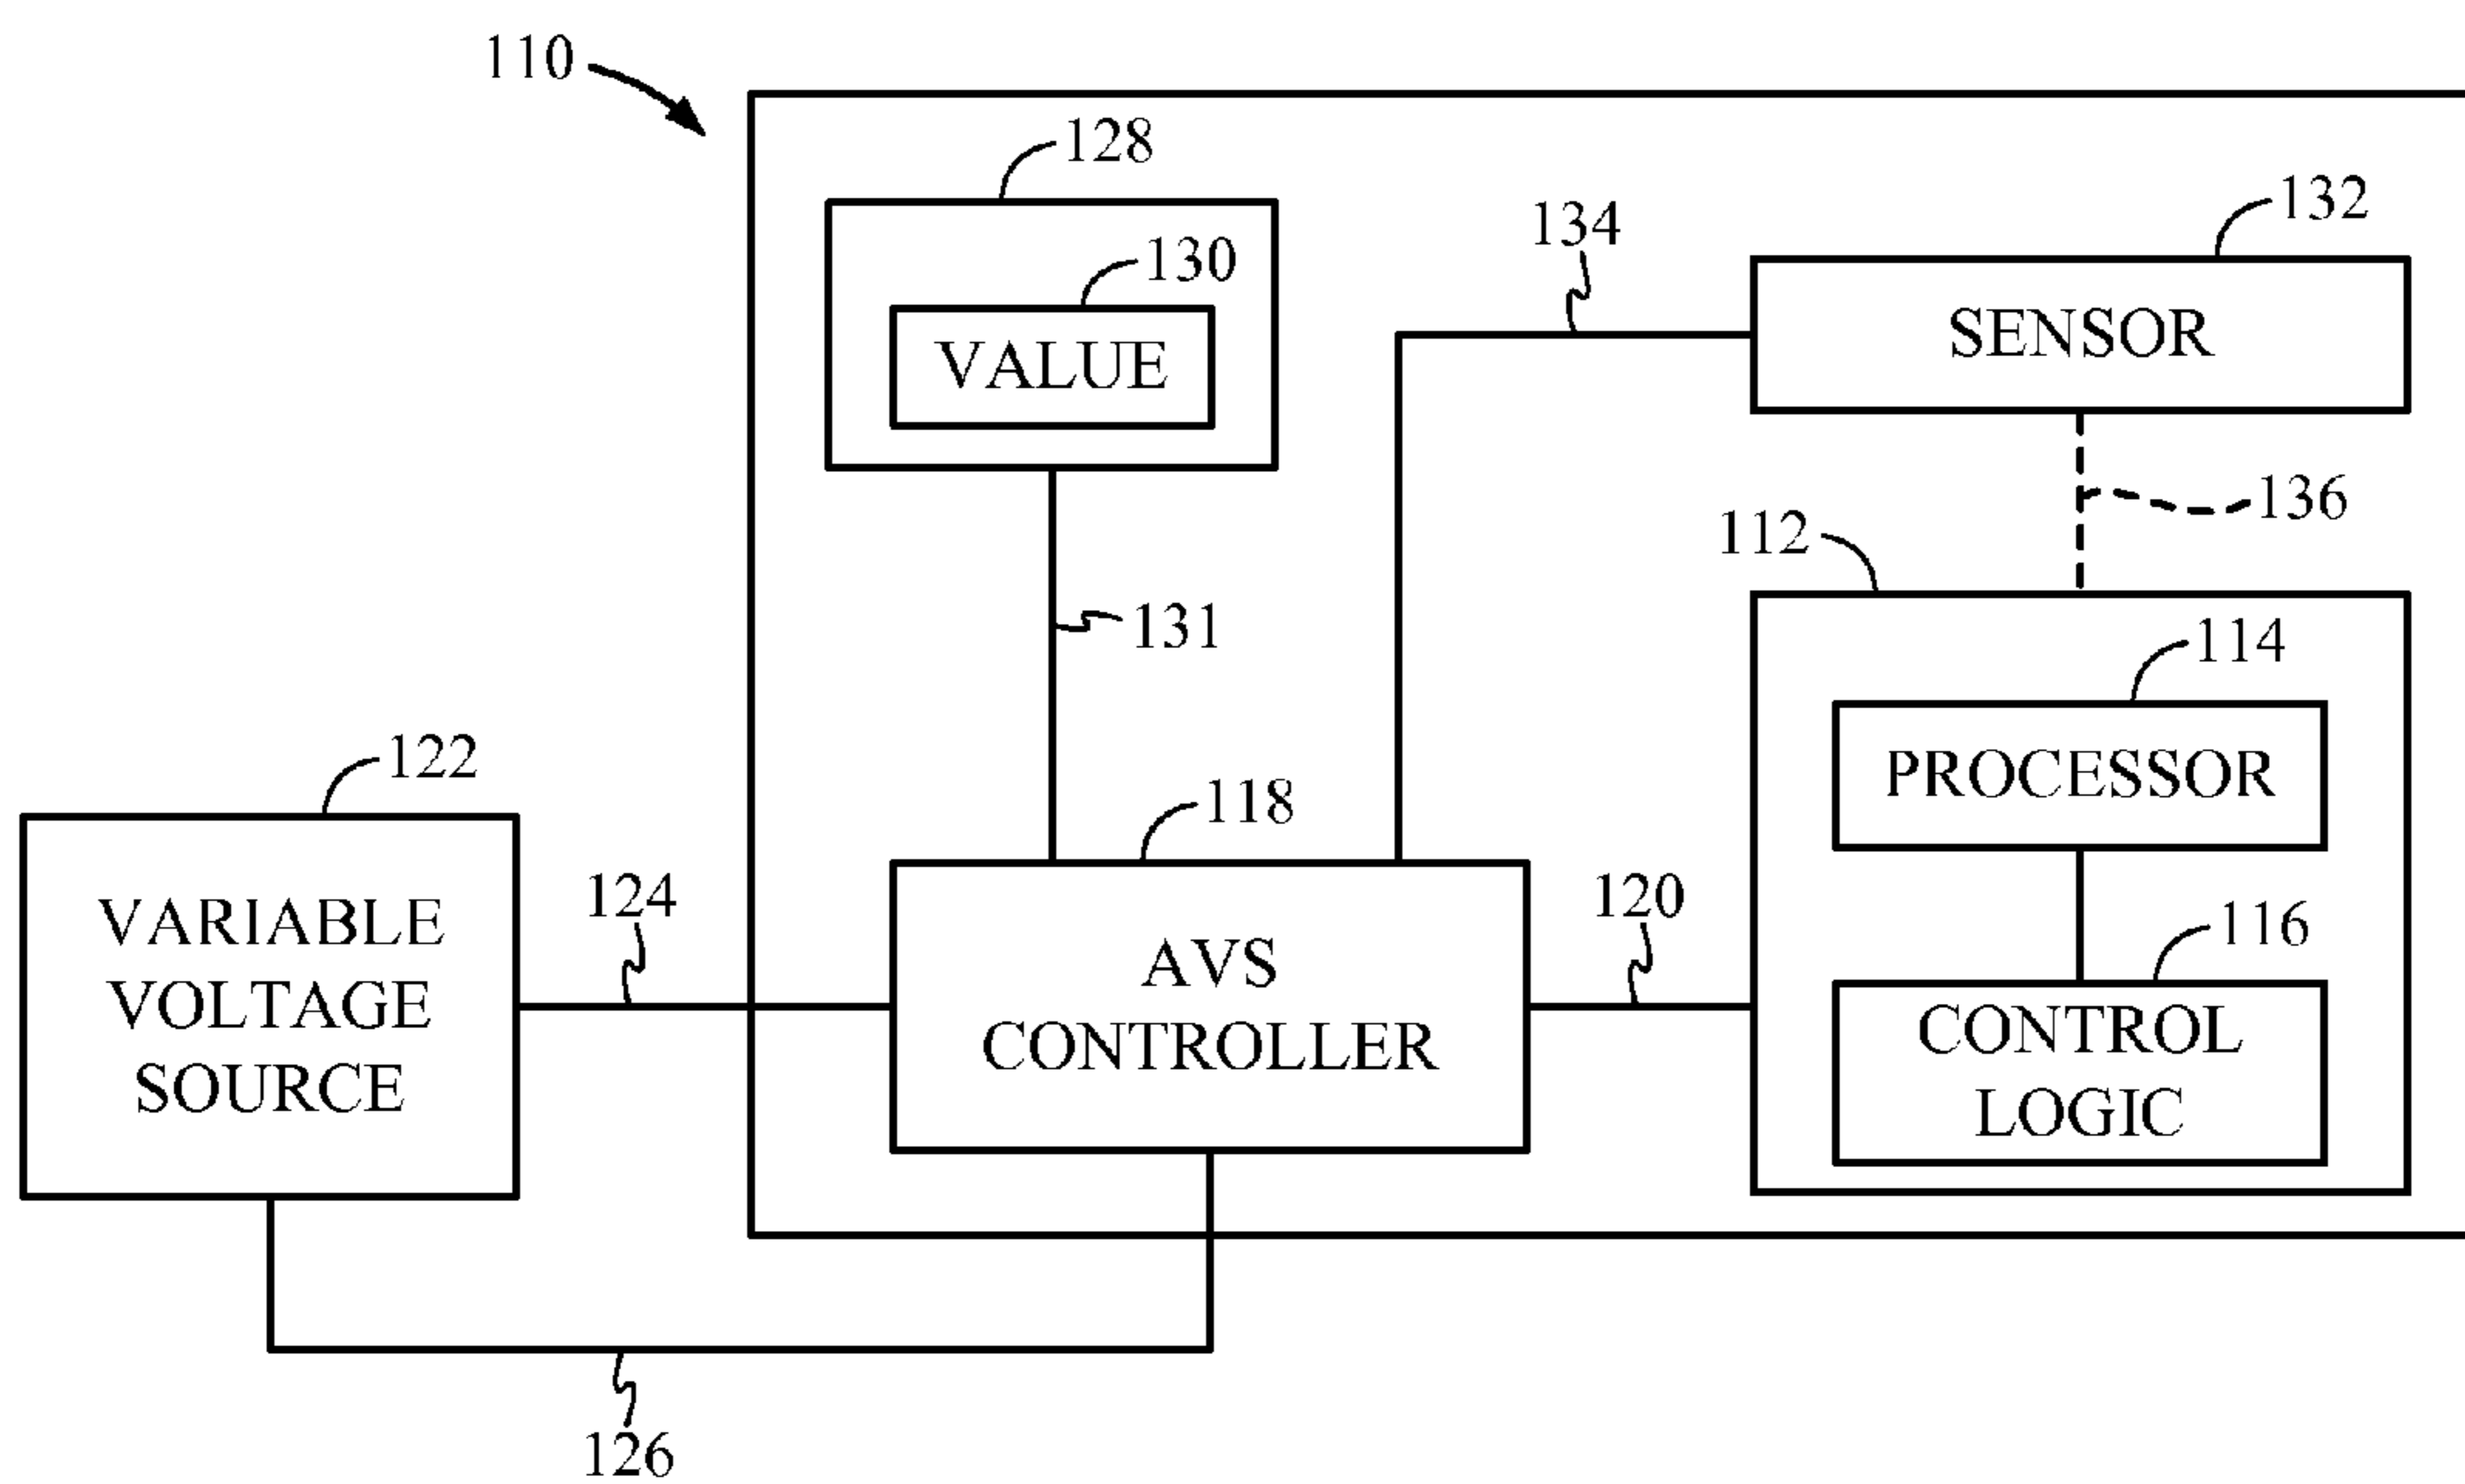 110
128
132
134
130
VALUE
SENSOR
136
112
131
114
122
PROCESSOR
118
124
120
116
VARIABLE
VOLTAGE
SOURCE
AVS
CONTROLLER
CONTROL
LOGIC
126